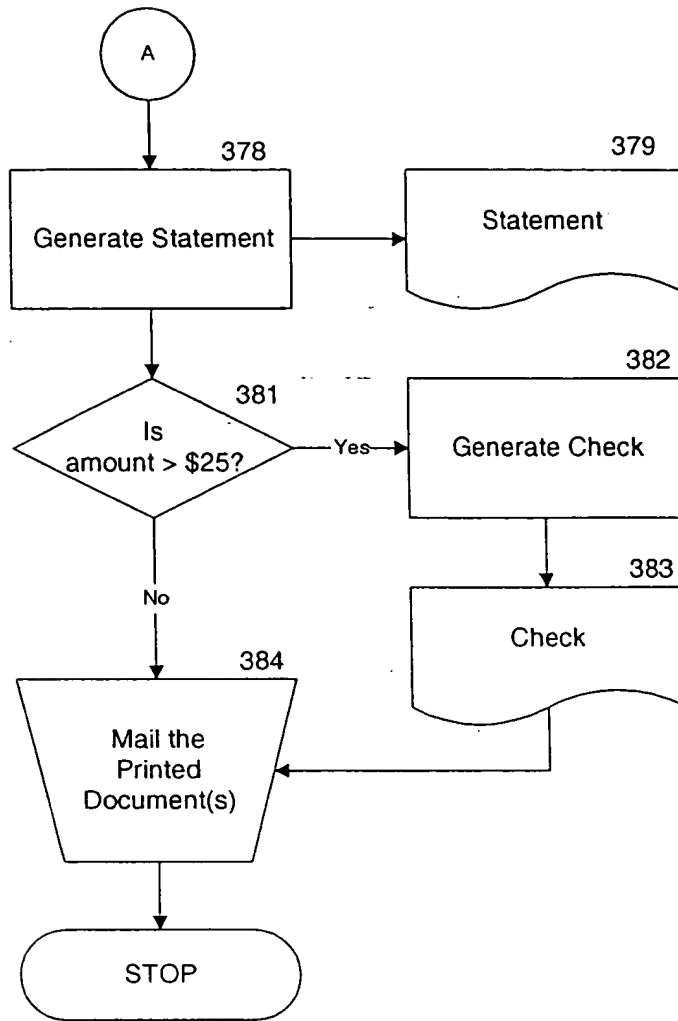 A
378
379
Generate Statement
Statement
381
382
Is
amount > $25?
Yes
Generate Check
383
No
Check
384
Mail the
Printed
Document(s)
STOP